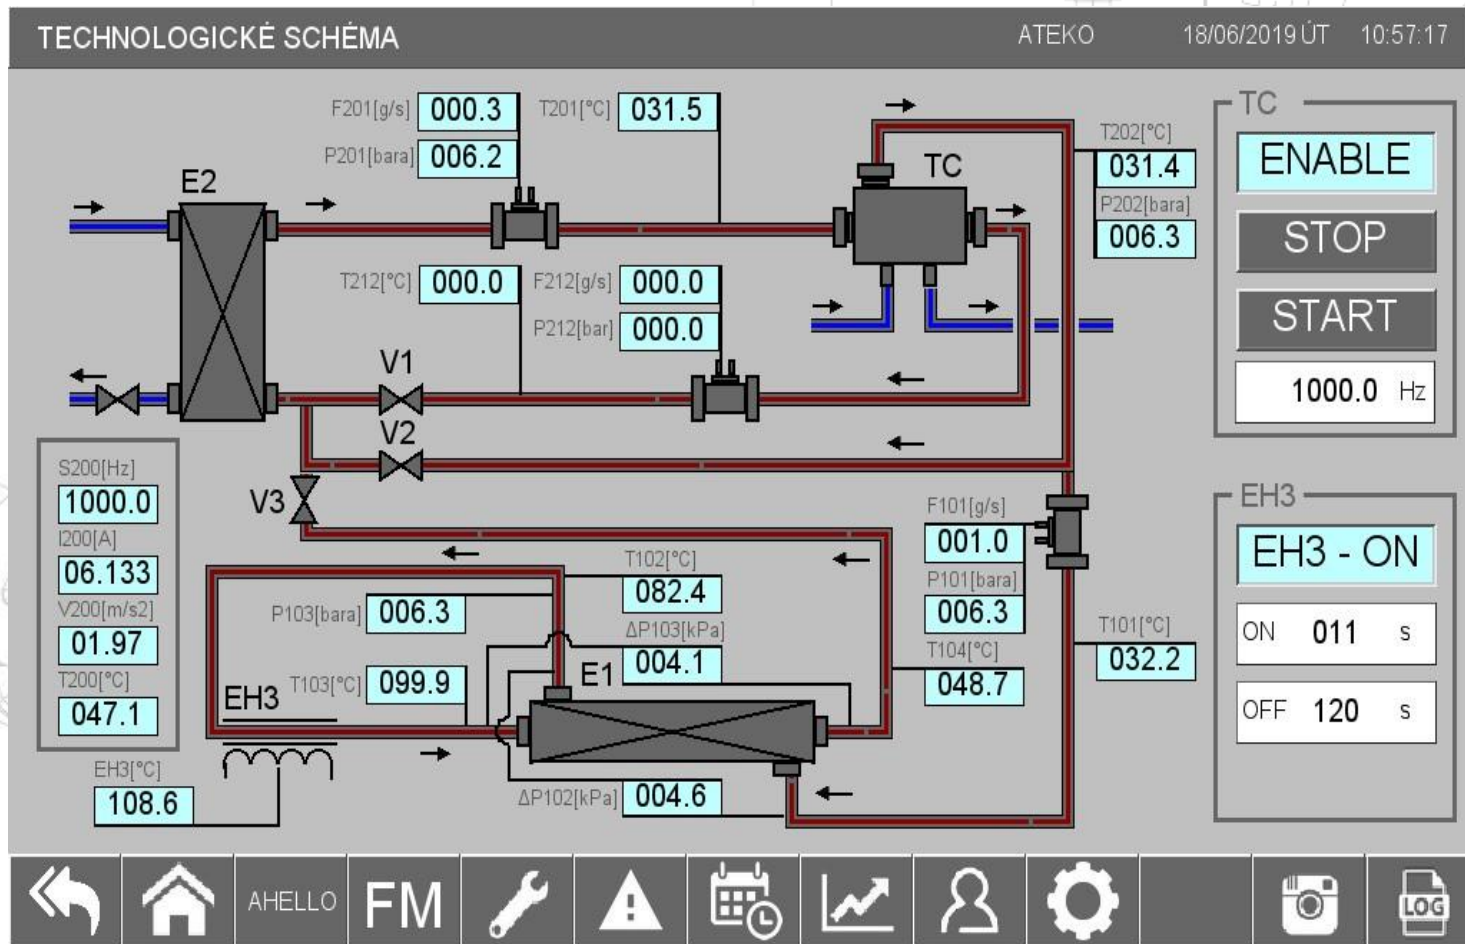 TECHNOLOGICKÉ SCHÉMA
ATEKO
18/06/2019 ÚT 10:57:17
F201[g/s] 000.3
T201[°C] 031.5
P201[bara] 006.2
T202[°C]
031.4
P202[bara]
006.3
E2
TC
T212[°C] 000.0
F212[g/s] 000.0
P212[bar] 000.0
V1
V2
V3
S200[Hz]
1000.0
I200[A]
06.133
V200[m/s2]
01.97
T200[°C]
047.1
F101[g/s]
001.0
P101[bara]
006.3
T104[°C]
048.7
T101[°C]
032.2
T102[°C]
082.4
ΔP103[kPa]
004.1
P103[bara] 006.3
T103[°C] 099.9
E1
EH3
EH3[°C]
108.6
ΔP102[kPa] 004.6
TC
ENABLE
STOP
START
1000.0 Hz
EH3
EH3 - ON
ON 011 s
OFF 120 s
AHELLO
FM
LOG